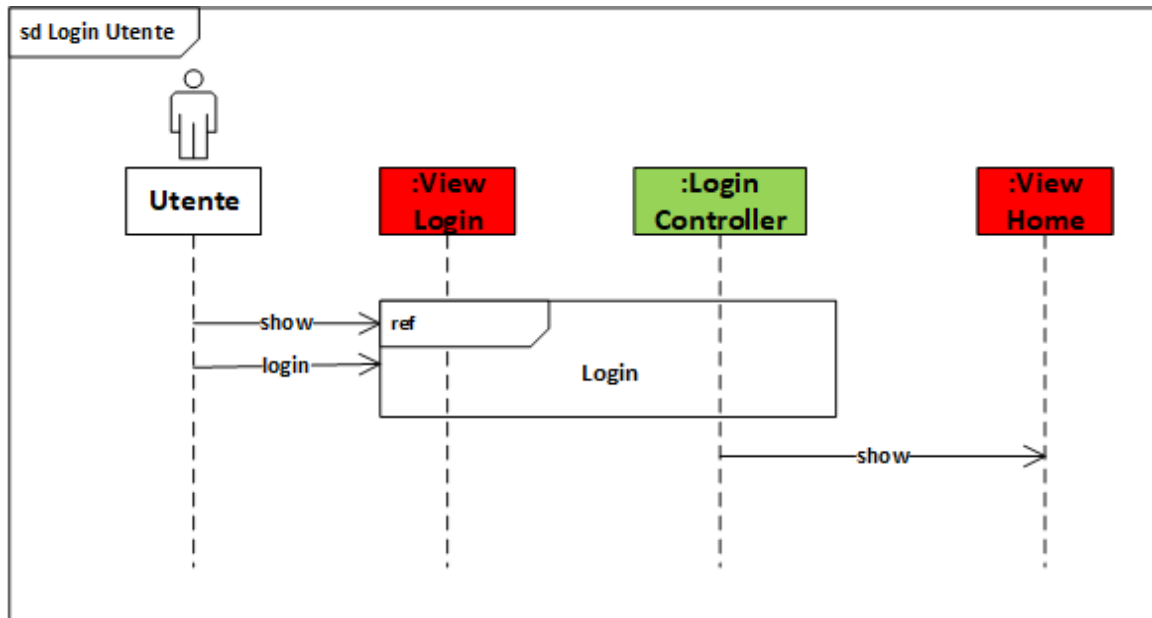 sd Login Utente
Utente
:View
Login
:Login
Controller
:View
Home
show
ref
login
Login
show